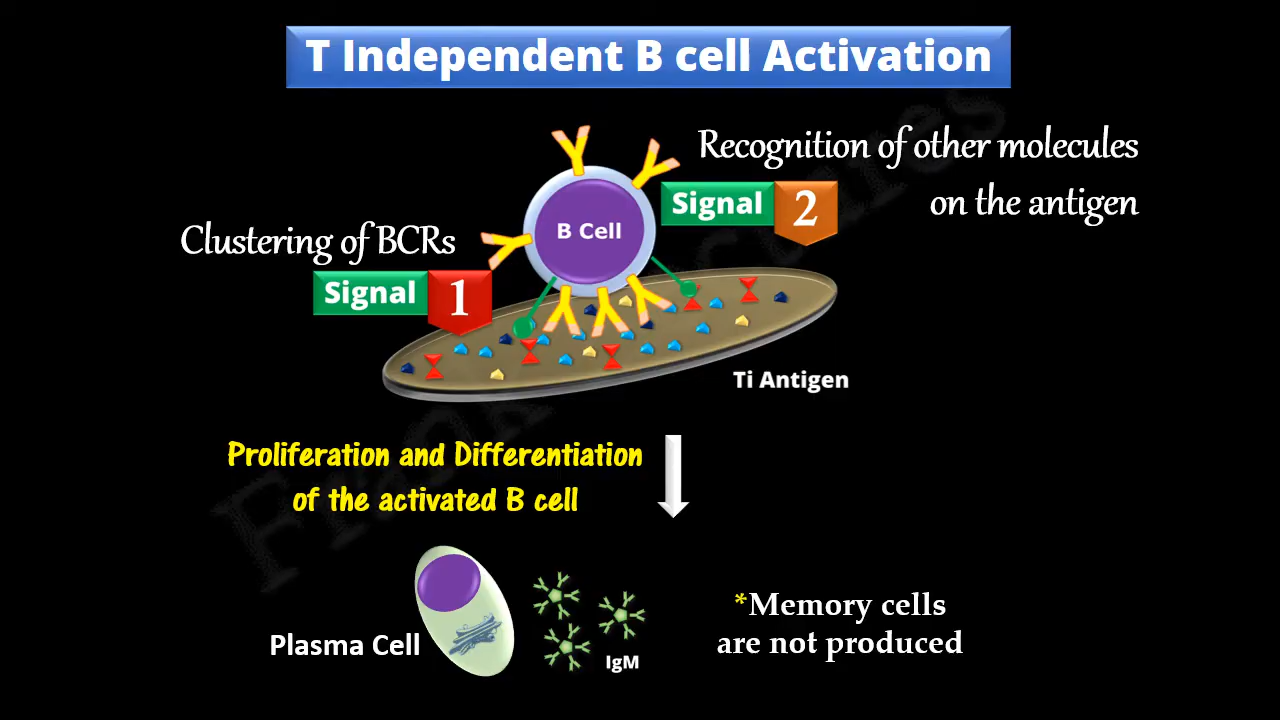 T Independent B cell Activation
Recognition of other molecules
on the antigen
Signal 2
Clustering of BCRs
Signal 1
B Cell
Ti Antigen
Proliferation and Differentiation
of the activated B cell
Plasma Cell
IgM
*Memory cells
are not produced